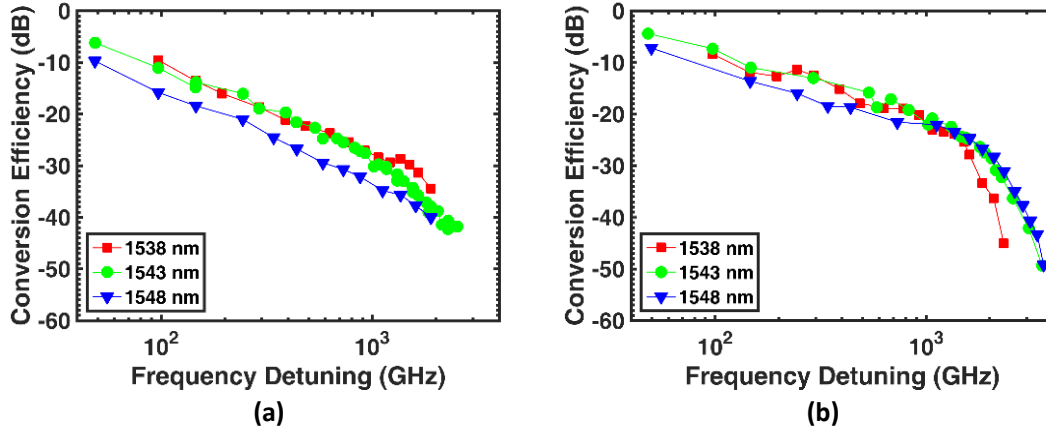 Conversion Efficiency (dB)
0
-10
-20
-30
-40
-50
-60
1538 nm
1543 nm
1548 nm
10^2
10^3
Frequency Detuning (GHz)
(a)
Conversion Efficiency (dB)
0
-10
-20
-30
-40
-50
-60
1538 nm
1543 nm
1548 nm
10^2
10^3
Frequency Detuning (GHz)
(b)